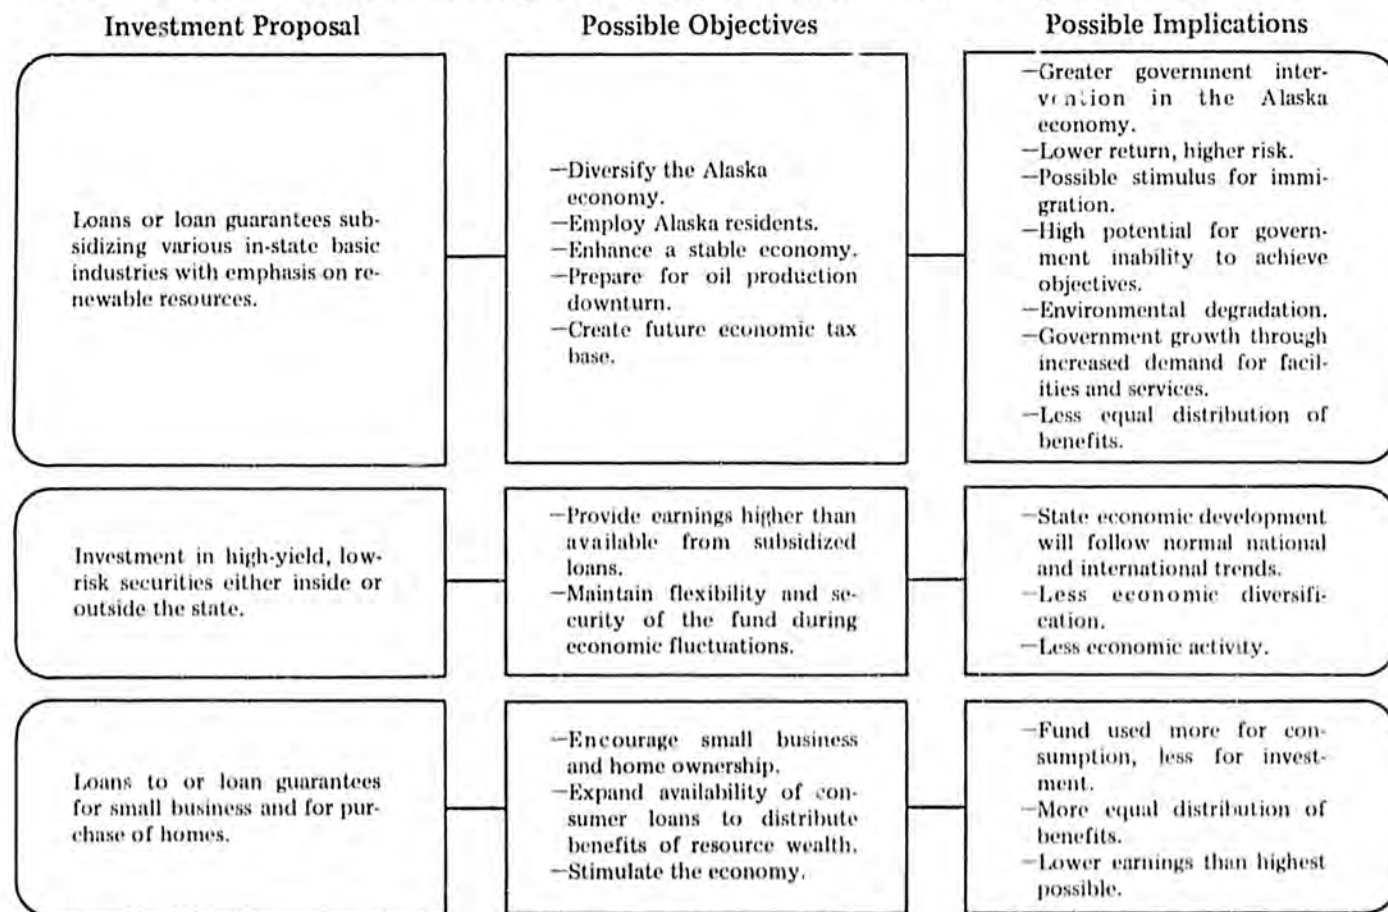 Investment Proposal
Possible Objectives
Possible Implications
Loans or loan guarantees sub-
sidizing various in-state basic
industries with emphasis on re-
newable resources.
—Diversify the Alaska
economy.
—Employ Alaska residents.
—Enhance a stable economy.
—Prepare for oil production
downturn.
—Create future economic tax
base.
—Greater government inter-
vention in the Alaska
economy.
—Lower return, higher risk.
—Possible stimulus for immi-
gration.
—High potential for govern-
ment inability to achieve
objectives.
—Environmental degradation.
—Government growth through
increased demand for facil-
ities and services.
—Less equal distribution of
benefits.
Investment in high-yield, low-
risk securities either inside or
outside the state.
—Provide earnings higher than
available from subsidized
loans.
—Maintain flexibility and se-
curity of the fund during
economic fluctuations.
—State economic development
will follow normal national
and international trends.
—Less economic diversifi-
cation.
—Less economic activity.
Loans to or loan guarantees
for small business and for pur-
chase of homes.
—Encourage small business
and home ownership.
—Expand availability of con-
sumer loans to distribute
benefits of resource wealth.
—Stimulate the economy.
—Fund used more for con-
sumption, less for invest-
ment.
—More equal distribution of
benefits.
—Lower earnings than highest
possible.